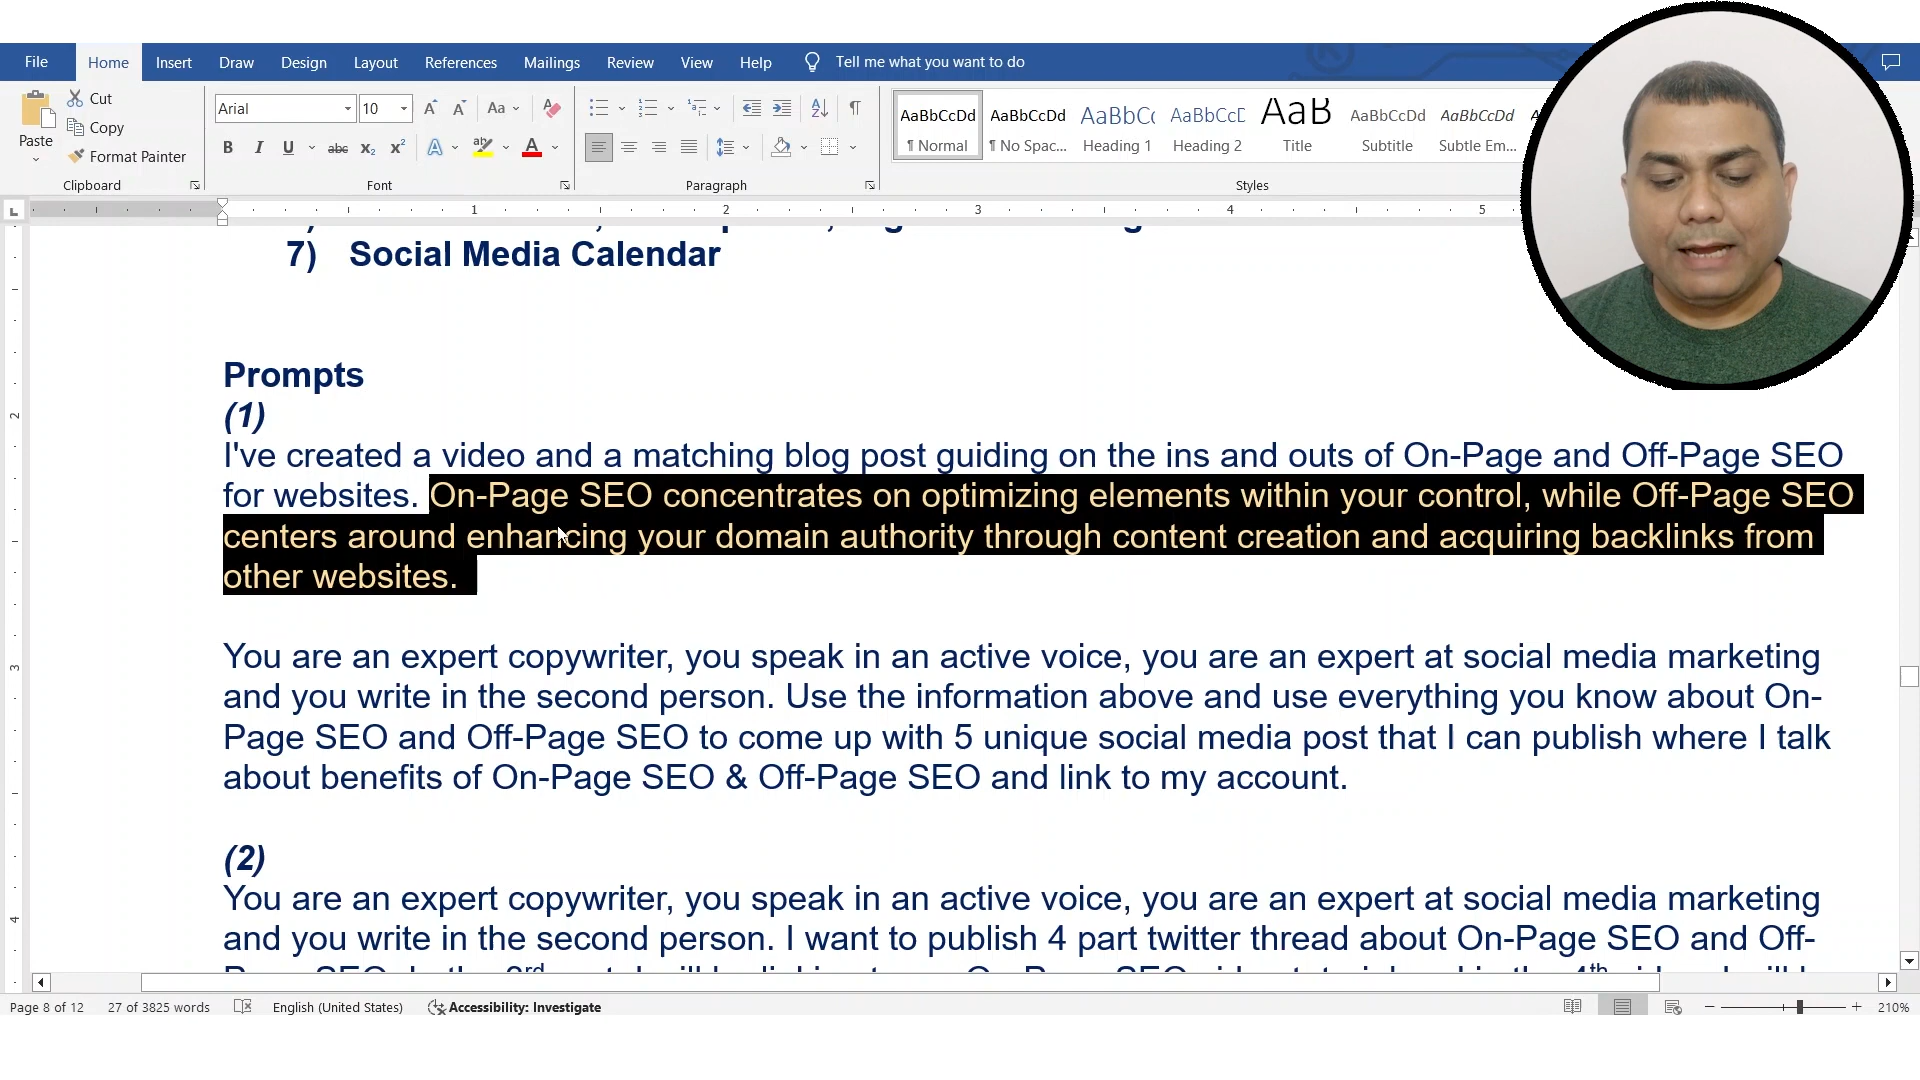 File Home Insert Draw Design Layout References Mailings Review View Help Tell me what you want to do
Cut
Copy
Format Painter
Paste
Clipboard
Arial 10
Font
Paragraph
AaBbCcDd AaBbCcDd AaBbCc AaBbCcD AaB AaBbCcDd AaBbCcDd
¶ Normal ¶ No Spac... Heading 1 Heading 2 Title Subtitle Subtle Em...
Styles
1 2 3 4 5
7) Social Media Calendar
Prompts
(1)
I've created a video and a matching blog post guiding on the ins and outs of On-Page and Off-Page SEO
for websites. On-Page SEO concentrates on optimizing elements within your control, while Off-Page SEO
centers around enhancing your domain authority through content creation and acquiring backlinks from
other websites.
You are an expert copywriter, you speak in an active voice, you are an expert at social media marketing
and you write in the second person. Use the information above and use everything you know about On-
Page SEO and Off-Page SEO to come up with 5 unique social media post that I can publish where I talk
about benefits of On-Page SEO & Off-Page SEO and link to my account.
(2)
You are an expert copywriter, you speak in an active voice, you are an expert at social media marketing
and you write in the second person. I want to publish 4 part twitter thread about On-Page SEO and Off-
Page 8 of 12 27 of 3825 words English (United States) Accessibility: Investigate 210%